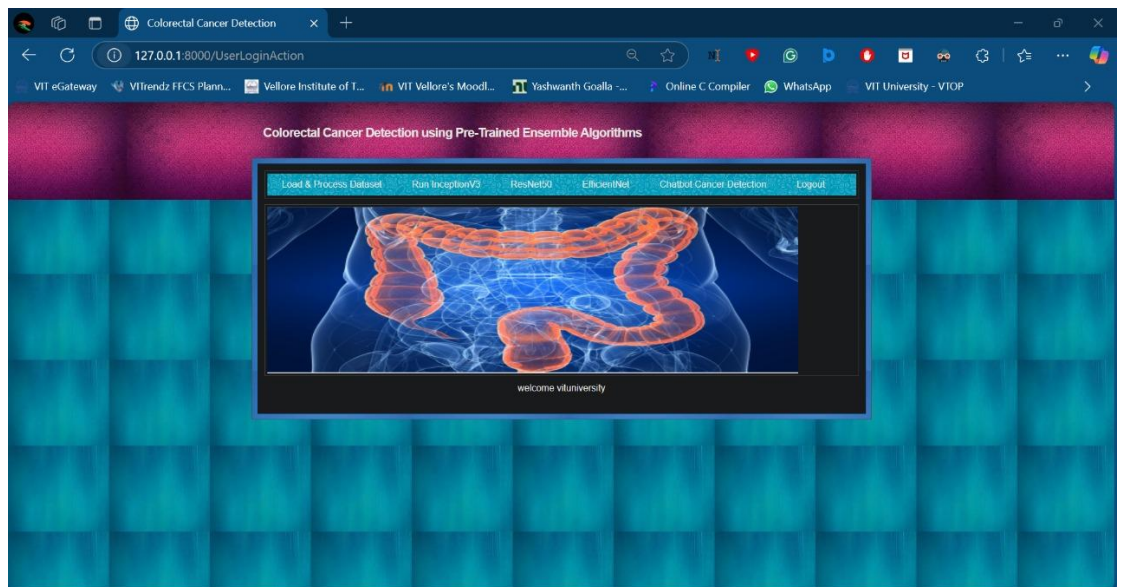 Colorectal Cancer Detection
127.0.0.1:8000/UserLoginAction
VIT eGateway VITrendz FFCS Plann... Vellore Institute of T... VIT Vellore's Moodl... Yashwanth Goalla -... Online C Compiler WhatsApp VIT University - VTOP
Colorectal Cancer Detection using Pre-Trained Ensemble Algorithms
Load & Process Dataset Run InceptionV3 ResNet50 EfficientNet Chatbot Cancer Detection Logout
welcome vituniversity